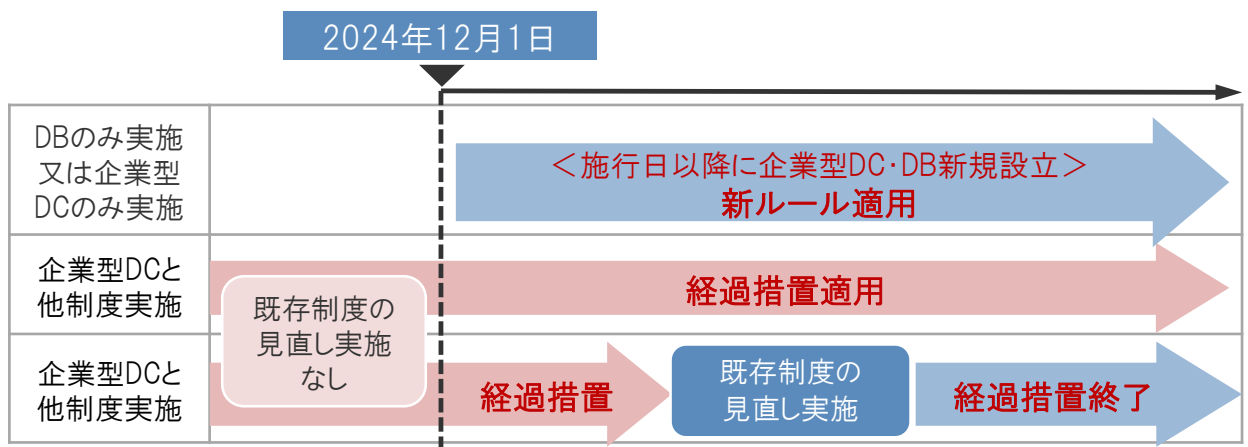 2024年12月1日
DBのみ実施
又は企業型
DCのみ実施
＜施行日以降に企業型DC･DB新規設立＞
新ルール適用
企業型DCと
他制度実施
既存制度の
見直し実施
なし
経過措置適用
企業型DCと
他制度実施
経過措置
既存制度の
見直し実施
経過措置終了